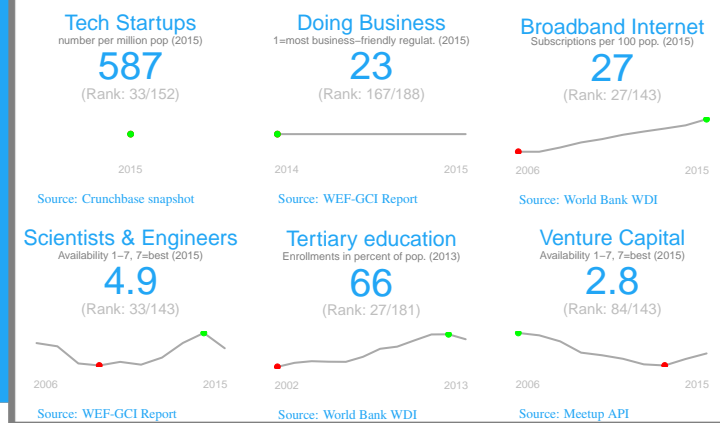 Tech Startups
number per million pop (2015)
587
(Rank: 33/152)
2015
Source: Crunchbase snapshot
Doing Business
1=most business−friendly regulat. (2015)
23
(Rank: 167/188)
2014 2015
Source: WEF-GCI Report
Broadband Internet
Subscriptions per 100 pop. (2015)
27
(Rank: 27/143)
2006 2015
Source: World Bank WDI
Scientists & Engineers
Availability 1−7, 7=best (2015)
4.9
(Rank: 33/143)
2006 2015
Source: WEF-GCI Report
Tertiary education
Enrollments in percent of pop. (2013)
66
(Rank: 27/181)
2002 2013
Source: World Bank WDI
Venture Capital
Availability 1−7, 7=best (2015)
2.8
(Rank: 84/143)
2006 2015
Source: Meetup API